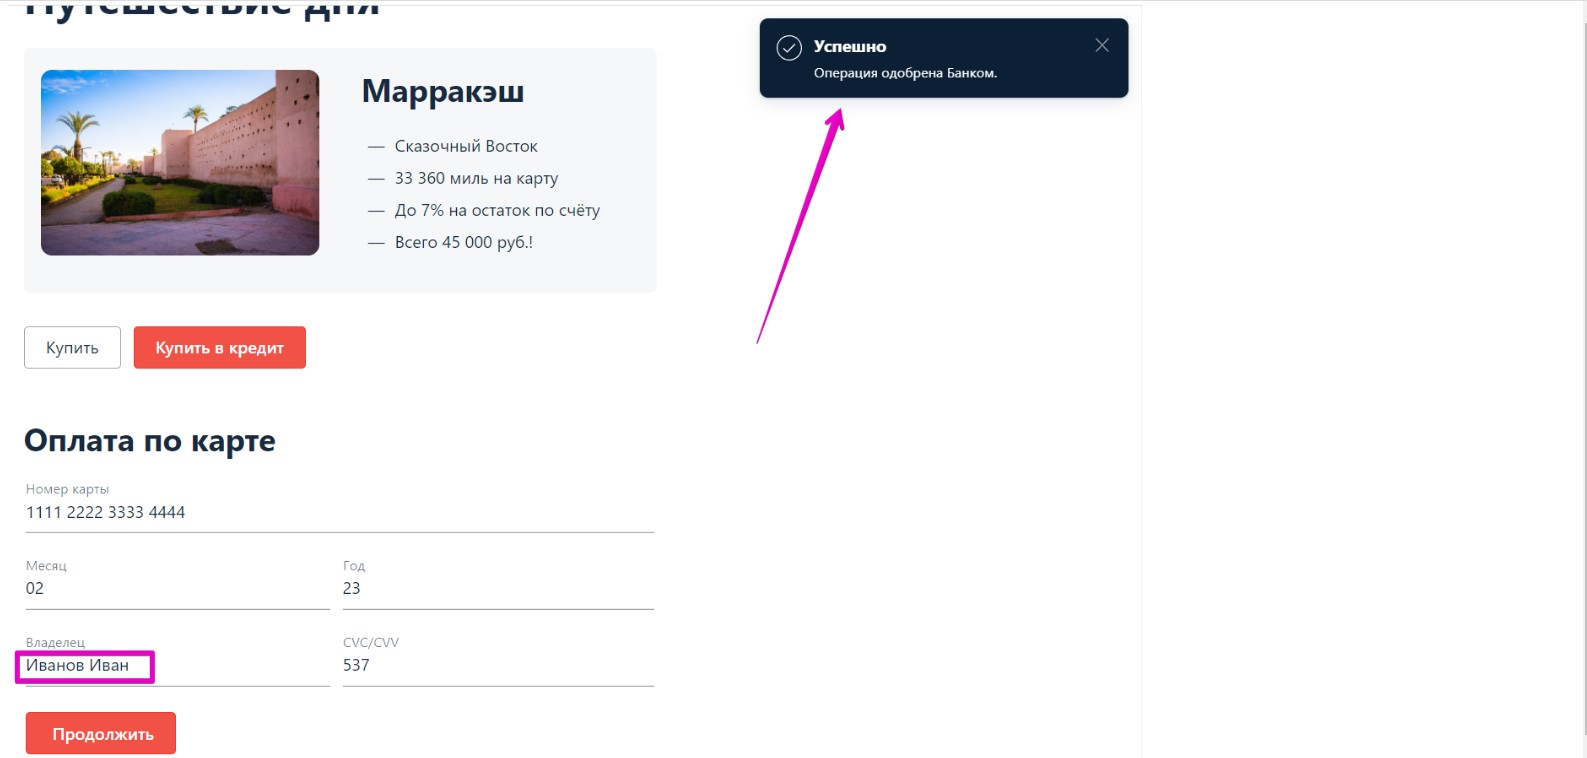 Путешествие дня
Марракэш
— Сказочный Восток
— 33 360 миль на карту
— До 7% на остаток по счёту
— Всего 45 000 руб.!
Успешно
Операция одобрена Банком.
Купить
Купить в кредит
Оплата по карте
Номер карты
1111 2222 3333 4444
Месяц
02
Год
23
Владелец
Иванов Иван
CVC/CVV
537
Продолжить